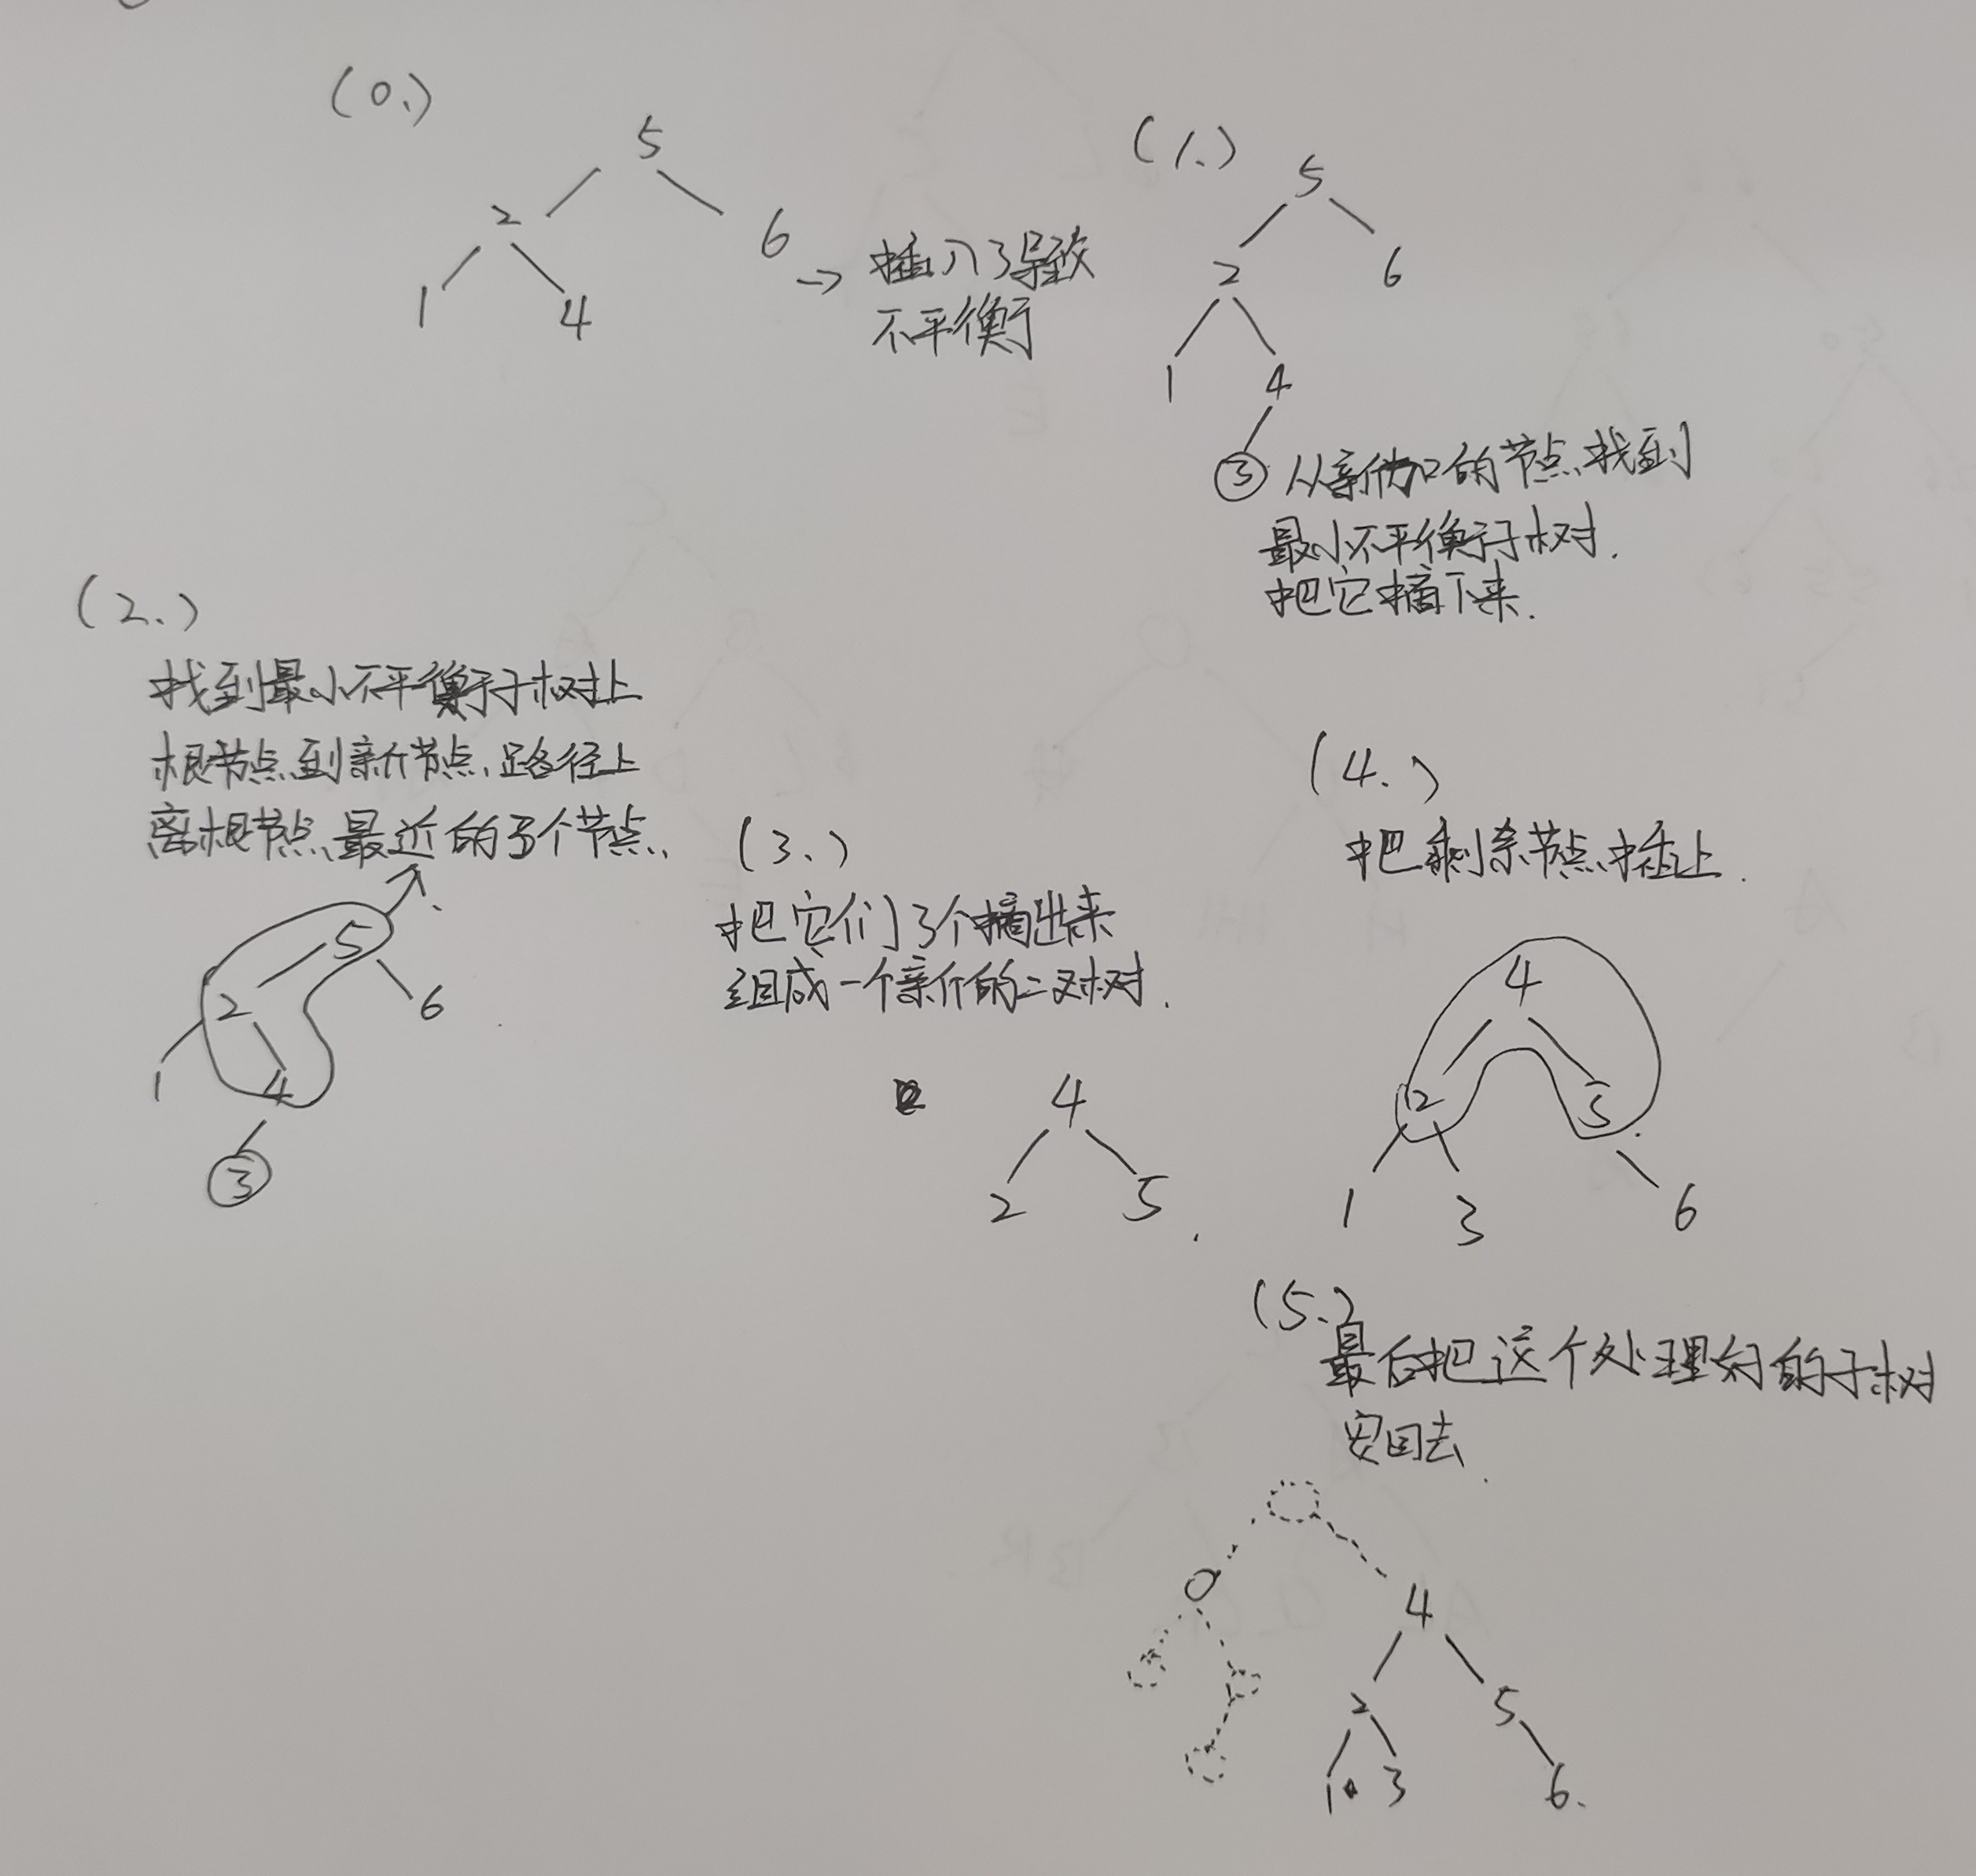 (0.)
5
2
6
1
4
→ 插入3导致
不平衡
(1.)
5
2
6
1
4
③ 从新加的节点找到
最小不平衡子树.
把它摘下来.
(2.)
找到最小不平衡子树上
根节点到新节点路径上
离根节点最近的3个节点.
5
2
6
1
4
③
(3.)
把它们3个摘出来
组成一个新的二叉树.
4
2
5
(4.)
把剩余节点插上.
4
2
5
1
3
6
(5.)
最后把这个处理好的子树
安回去.
4
2
5
1
3
6.